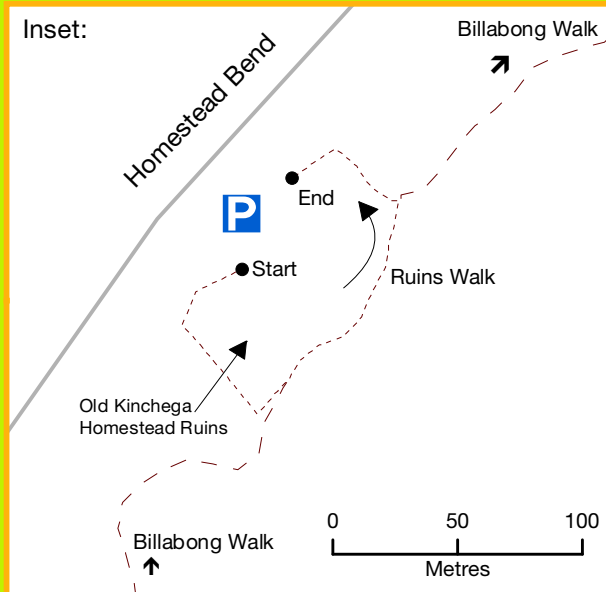 Inset:
Billabong Walk
Homestead Bend
P
End
Start
Ruins Walk
Old Kinchega
Homestead Ruins
Billabong Walk
0 50 100
Metres